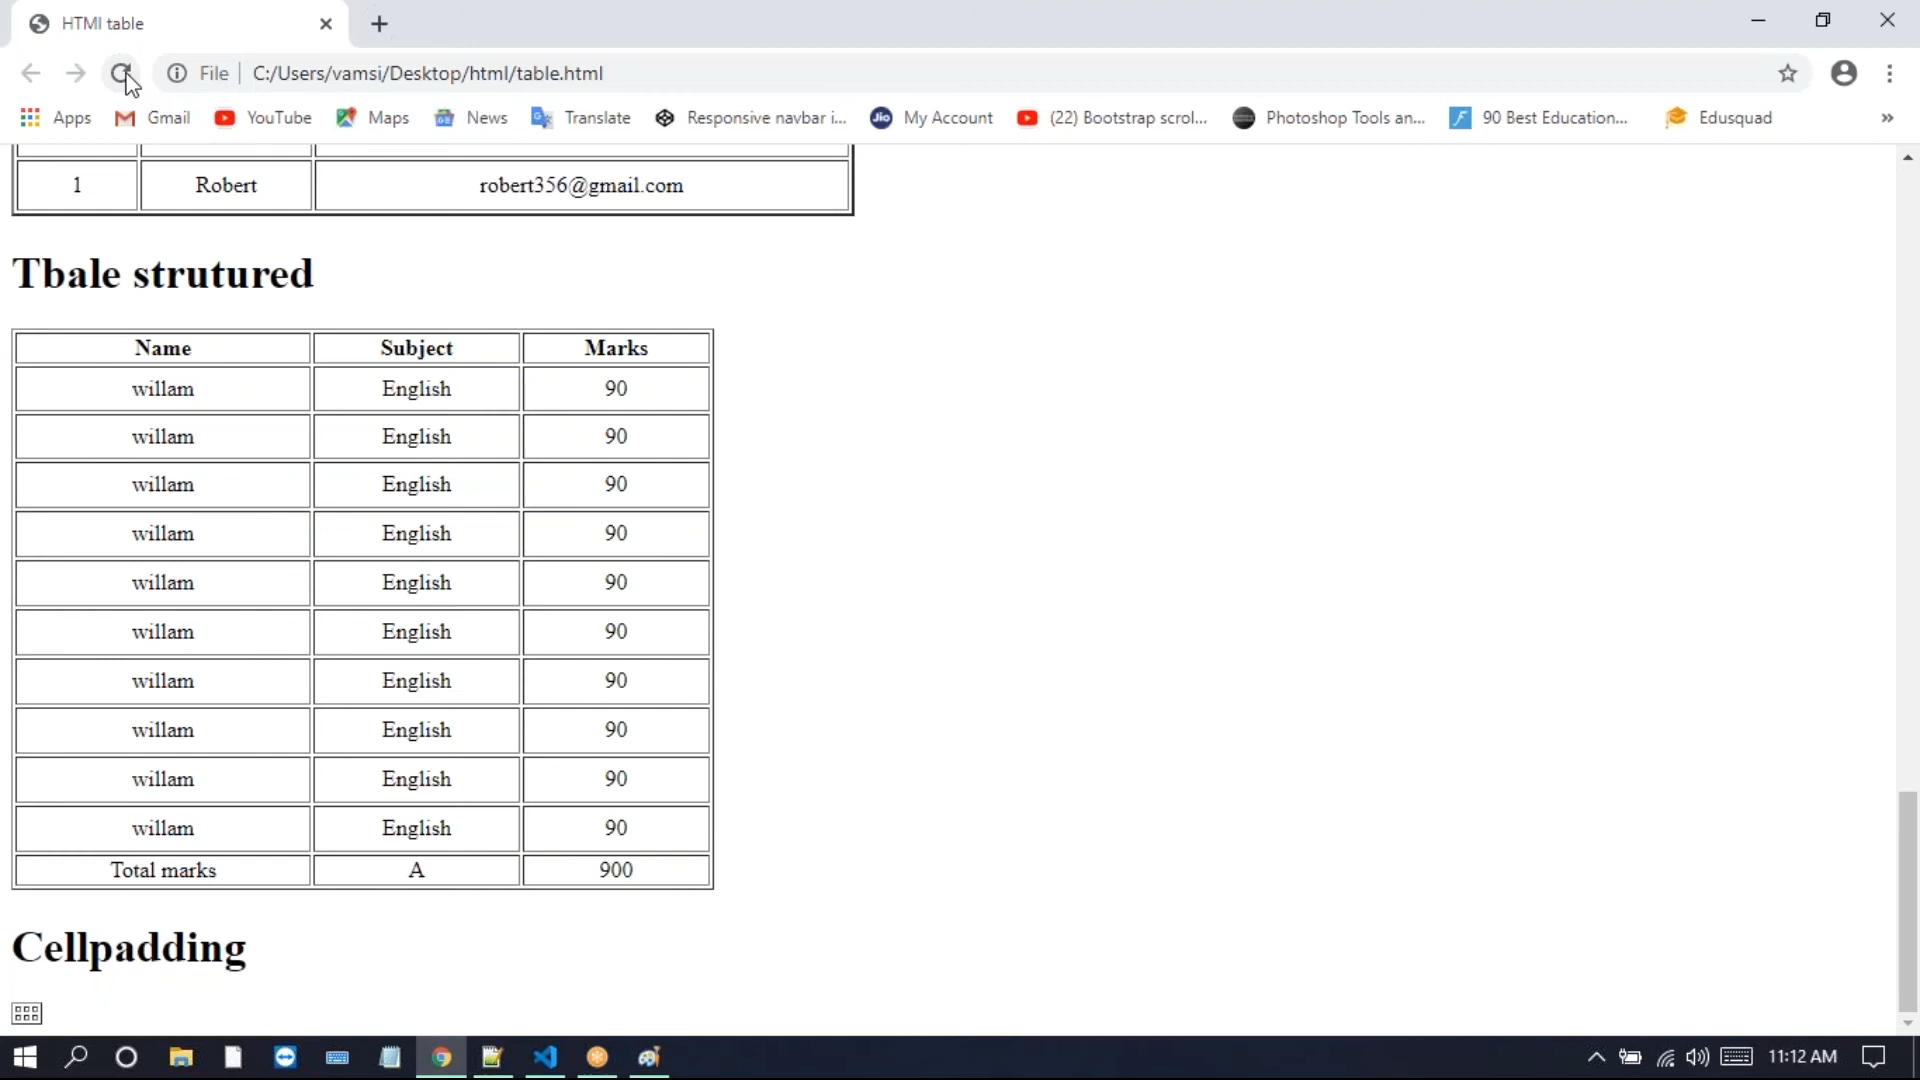 HTMl table
File C:/Users/vamsi/Desktop/html/table.html
Apps Gmail YouTube Maps News Translate Responsive navbar i... Jio My Account (22) Bootstrap scrol... Photoshop Tools an... 90 Best Education... Edusquad »
1 Robert robert356@gmail.com
Tbale strutured
Name Subject Marks
willam English 90
willam English 90
willam English 90
willam English 90
willam English 90
willam English 90
willam English 90
willam English 90
willam English 90
willam English 90
Total marks A 900
Cellpadding
11:12 AM